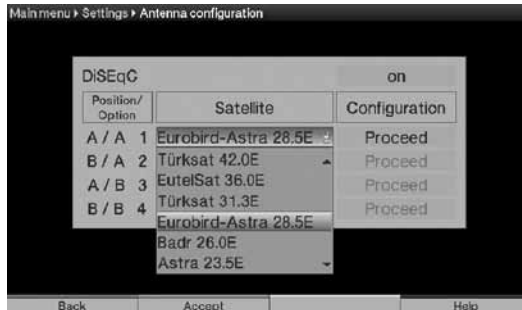 Main menu Settings Antenna configuration
DiSEqC on
Position/
Option Satellite Configuration
A / A 1 Eurobird-Astra 28.5E Proceed
B / A 2 Türksat 42.0E Proceed
A / B 3 EutelSat 36.0E Proceed
B / B 4 Türksat 31.3E Proceed
Eurobird-Astra 28.5E
Badr 26.0E
Astra 23.5E
Back Accept Help